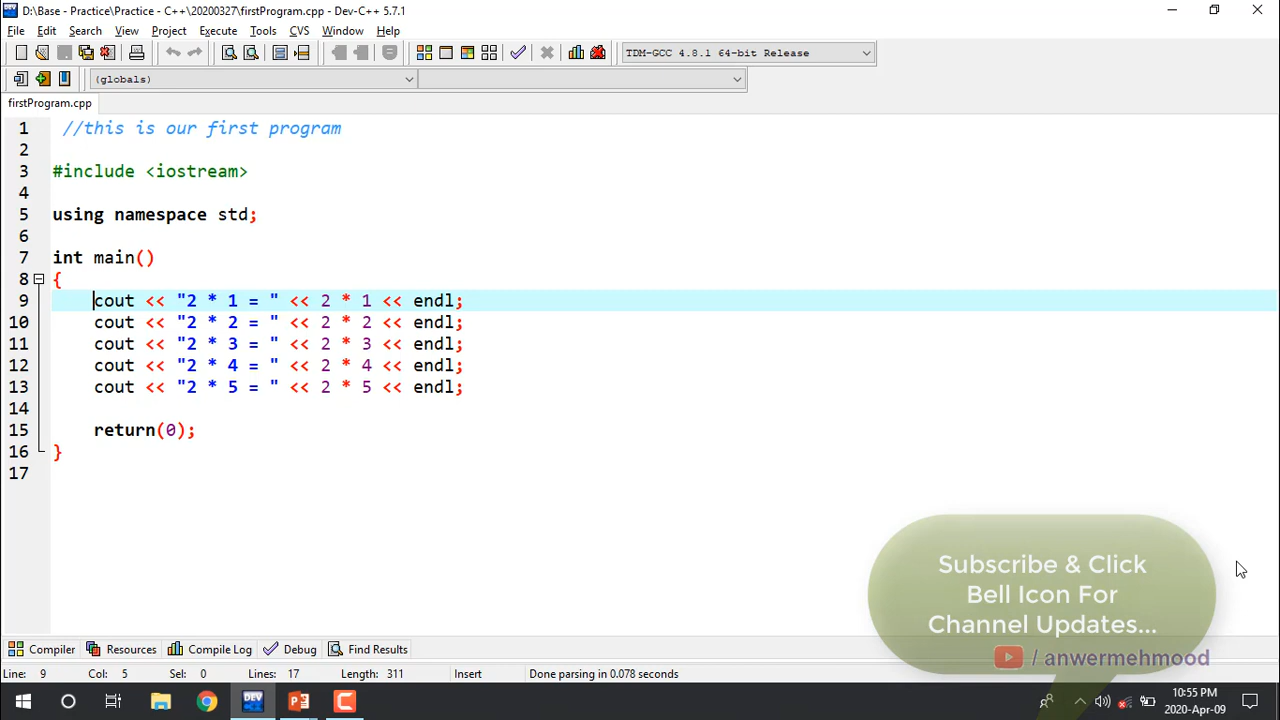 D:\Base - Practice\Practice - C++\20200327\firstProgram.cpp - Dev-C++ 5.7.1
File Edit Search View Project Execute Tools CVS Window Help
TDM-GCC 4.8.1 64-bit Release
(globals)
firstProgram.cpp
1 //this is our first program
2
3 #include <iostream>
4
5 using namespace std;
6
7 int main()
8 {
9 cout << "2 * 1 = " << 2 * 1 << endl;
10 cout << "2 * 2 = " << 2 * 2 << endl;
11 cout << "2 * 3 = " << 2 * 3 << endl;
12 cout << "2 * 4 = " << 2 * 4 << endl;
13 cout << "2 * 5 = " << 2 * 5 << endl;
14
15 return(0);
16 }
17
Subscribe & Click
Bell Icon For
Channel Updates...
/ anwermehmood
Compiler Resources Compile Log Debug Find Results
Line: 9 Col: 5 Sel: 0 Lines: 17 Length: 311 Insert Done parsing in 0.078 seconds
DEV
10:55 PM
2020-Apr-09